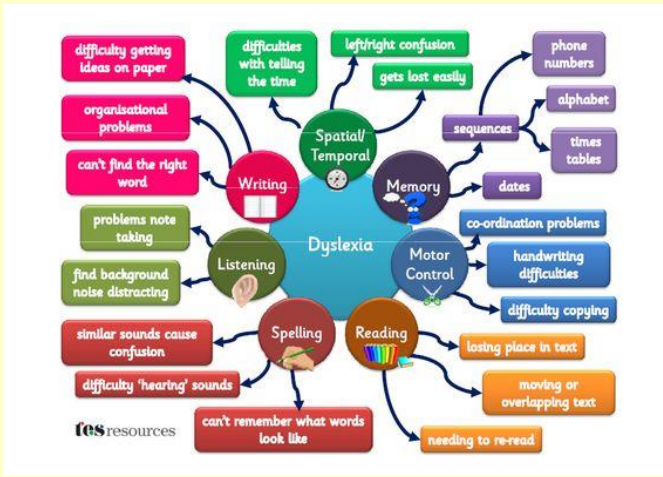 difficulty getting
ideas on paper
organisational
problems
can't find the right
word
Writing
difficulties
with telling
the time
left/right confusion
gets lost easily
Spatial/
Temporal
phone
numbers
alphabet
times
tables
sequences
dates
Memory
Dyslexia
problems note
taking
find background
noise distracting
Listening
co-ordination problems
handwriting
difficulties
difficulty copying
Motor
Control
similar sounds cause
confusion
difficulty 'hearing' sounds
can't remember what words
look like
Spelling
Reading
losing place in text
moving or
overlapping text
needing to re-read
tes resources